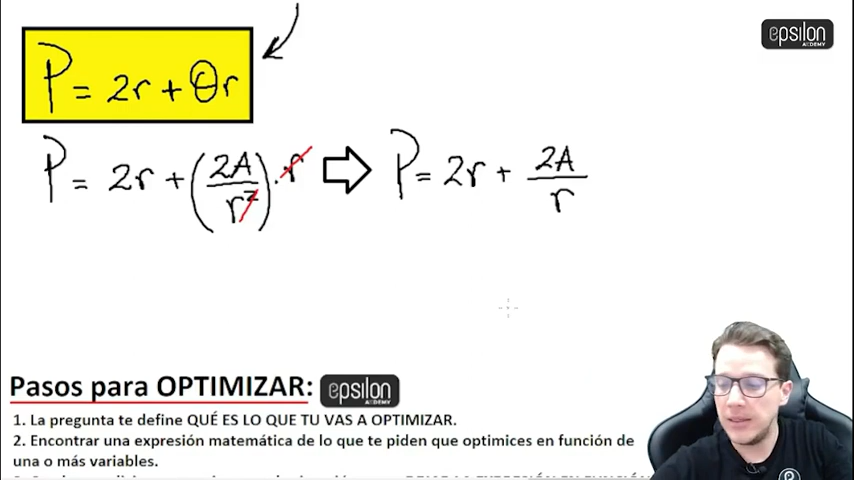 epsilon
ACADEMY
P = 2r + θr
P = 2r + (2A/r²) · r ⇒ P = 2r + 2A/r
Pasos para OPTIMIZAR: epsilon
ACADEMY
1. La pregunta te define QUÉ ES LO QUE TU VAS A OPTIMIZAR.
2. Encontrar una expresión matemática de lo que te piden que optimices en función de
una o más variables.